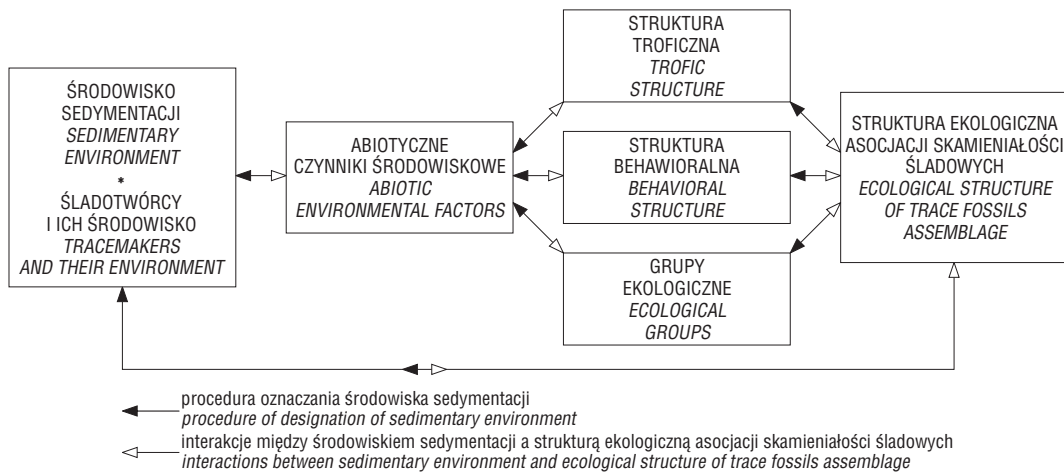 ŚRODOWISKO
SEDYMENTACJI
SEDIMENTARY
ENVIRONMENT
*
ŚLADOTWÓRCY
I ICH ŚRODOWISKO
TRACEMAKERS
AND THEIR ENVIRONMENT
ABIOTYCZNE
CZYNNIKI ŚRODOWISKOWE
ABIOTIC
ENVIRONMENTAL FACTORS
STRUKTURA
TROFICZNA
TROFIC
STRUCTURE
STRUKTURA
BEHAWIORALNA
BEHAVIORAL
STRUCTURE
GRUPY
EKOLOGICZNE
ECOLOGICAL
GROUPS
STRUKTURA EKOLOGICZNA
ASOCJACJI SKAMIENIAŁOŚCI
ŚLADOWYCH
ECOLOGICAL STRUCTURE
OF TRACE FOSSILS
ASSEMBLAGE
procedura oznaczania środowiska sedymentacji
procedure of designation of sedimentary environment
interakcje między środowiskiem sedymentacji a strukturą ekologiczną asocjacji skamieniałości śladowych
interactions between sedimentary environment and ecological structure of trace fossils assemblage